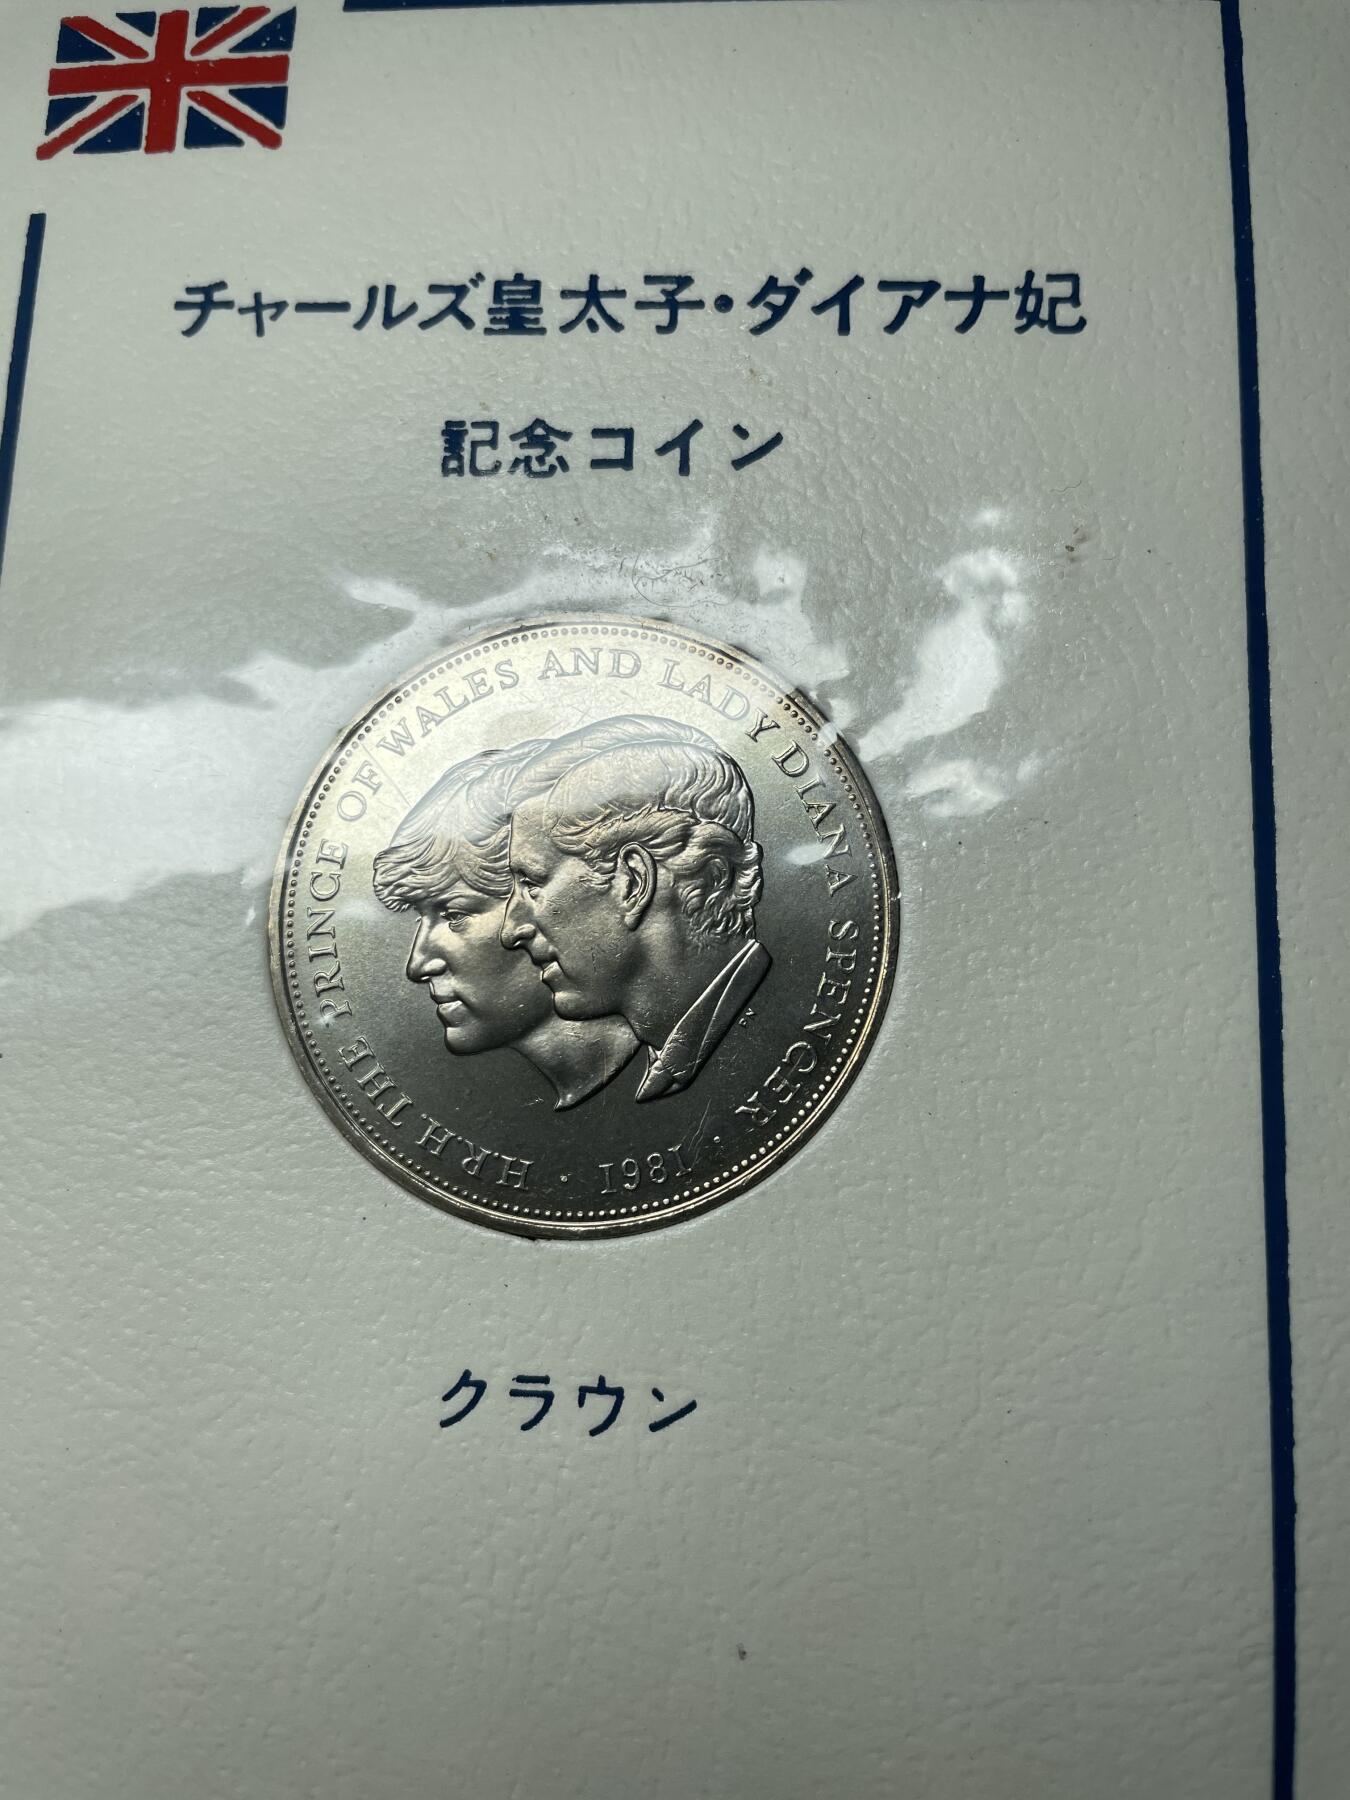 チャールズ皇太子・ダイアナ妃
記念コイン
H.R.H. THE PRINCE OF WALES AND LADY DIANA SPENCER · 1981 ·
PN
クラウン